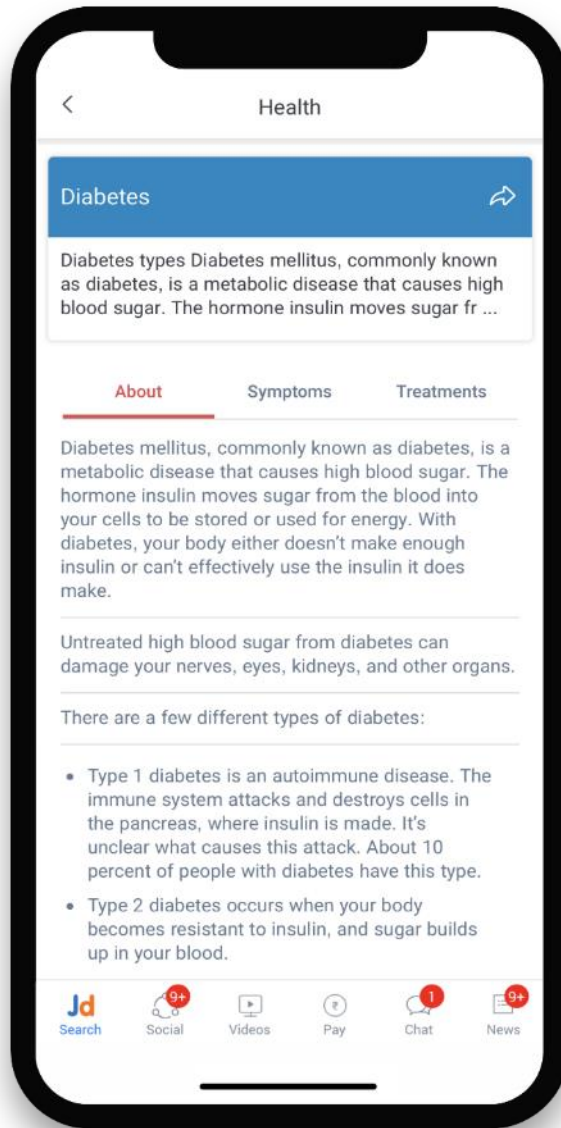 Health
Diabetes
Diabetes types Diabetes mellitus, commonly known
as diabetes, is a metabolic disease that causes high
blood sugar. The hormone insulin moves sugar fr ...
About Symptoms Treatments
Diabetes mellitus, commonly known as diabetes, is a
metabolic disease that causes high blood sugar. The
hormone insulin moves sugar from the blood into
your cells to be stored or used for energy. With
diabetes, your body either doesn't make enough
insulin or can't effectively use the insulin it does
make.
Untreated high blood sugar from diabetes can
damage your nerves, eyes, kidneys, and other organs.
There are a few different types of diabetes:
• Type 1 diabetes is an autoimmune disease. The
immune system attacks and destroys cells in
the pancreas, where insulin is made. It's
unclear what causes this attack. About 10
percent of people with diabetes have this type.
• Type 2 diabetes occurs when your body
becomes resistant to insulin, and sugar builds
up in your blood.
Jd 9+ ₹ 1 9+
Search Social Videos Pay Chat News